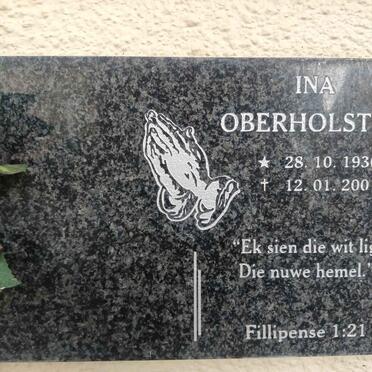 INA
OBERHOLST
★ 28. 10. 193
✝ 12. 01. 200
“Ek sien die wit lig
Die nuwe hemel.”
Fillipense 1:21